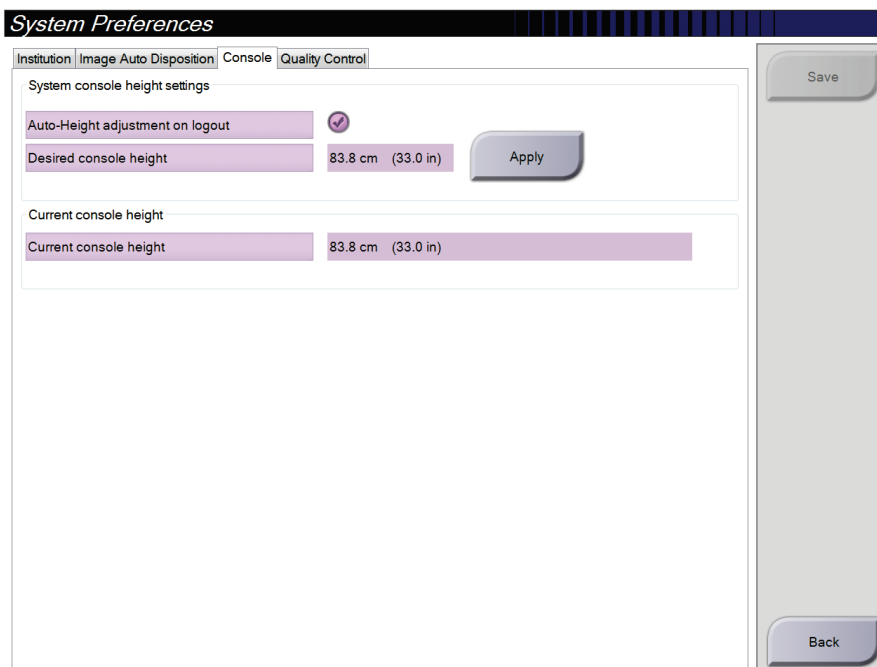 System Preferences
Institution Image Auto Disposition Console Quality Control
Save
System console height settings
Auto-Height adjustment on logout
Desired console height 83.8 cm (33.0 in) Apply
Current console height
Current console height 83.8 cm (33.0 in)
Back